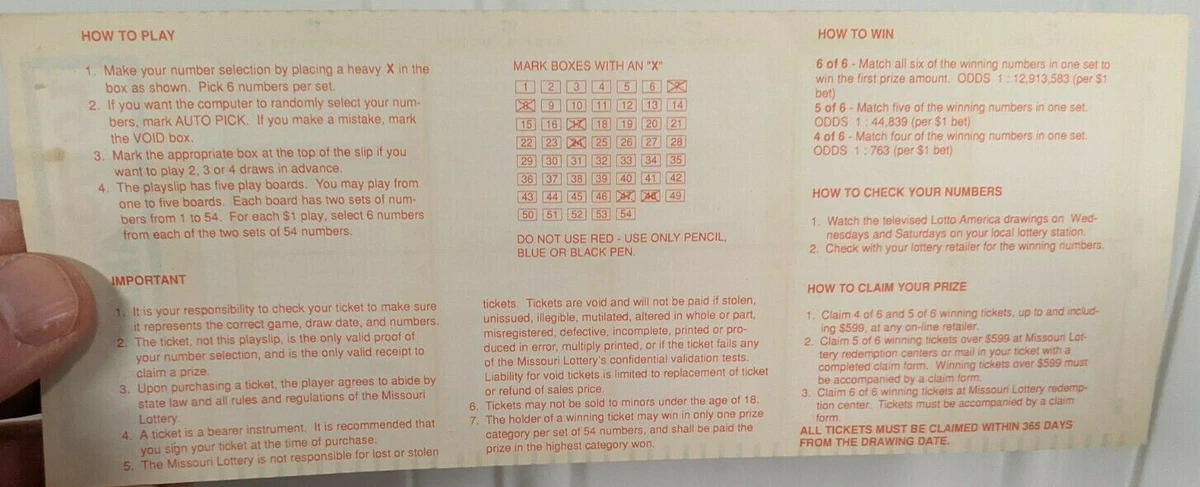 HOW TO PLAY
1. Make your number selection by placing a heavy X in the
box as shown. Pick 6 numbers per set.
2. If you want the computer to randomly select your num-
bers, mark AUTO PICK. If you make a mistake, mark
the VOID box.
3. Mark the appropriate box at the top of the slip if you
want to play 2, 3 or 4 draws in advance.
4. The playslip has five play boards. You may play from
one to five boards. Each board has two sets of num-
bers from 1 to 54. For each $1 play, select 6 numbers
from each of the two sets of 54 numbers.
MARK BOXES WITH AN "X"
1 2 3 4 5 6 7
8 9 10 11 12 13 14
15 16 17 18 19 20 21
22 23 24 25 26 27 28
29 30 31 32 33 34 35
36 37 38 39 40 41 42
43 44 45 46 47 48 49
50 51 52 53 54
DO NOT USE RED - USE ONLY PENCIL,
BLUE OR BLACK PEN.
IMPORTANT
1. It is your responsibility to check your ticket to make sure
it represents the correct game, draw date, and numbers.
2. The ticket, not this playslip, is the only valid proof of
your number selection, and is the only valid receipt to
claim a prize.
3. Upon purchasing a ticket, the player agrees to abide by
state law and all rules and regulations of the Missouri
Lottery.
4. A ticket is a bearer instrument. It is recommended that
you sign your ticket at the time of purchase.
5. The Missouri Lottery is not responsible for lost or stolen
tickets. Tickets are void and will not be paid if stolen,
unissued, illegible, mutilated, altered in whole or part,
misregistered, defective, incomplete, printed or pro-
duced in error, multiply printed, or if the ticket fails any
of the Missouri Lottery's confidential validation tests.
Liability for void tickets is limited to replacement of ticket
or refund of sales price.
6. Tickets may not be sold to minors under the age of 18.
7. The holder of a winning ticket may win in only one prize
category per set of 54 numbers, and shall be paid the
prize in the highest category won.
HOW TO WIN
6 of 6 - Match all six of the winning numbers in one set to
win the first prize amount. ODDS 1 : 12,913,583 (per $1
bet)
5 of 6 - Match five of the winning numbers in one set.
ODDS 1 : 44,839 (per $1 bet)
4 of 6 - Match four of the winning numbers in one set.
ODDS 1 : 763 (per $1 bet)
HOW TO CHECK YOUR NUMBERS
1. Watch the televised Lotto America drawings on Wed-
nesdays and Saturdays on your local lottery station.
2. Check with your lottery retailer for the winning numbers.
HOW TO CLAIM YOUR PRIZE
1. Claim 4 of 6 and 5 of 6 winning tickets, up to and includ-
ing $599, at any on-line retailer.
2. Claim 5 of 6 winning tickets over $599 at Missouri Lot-
tery redemption centers or mail in your ticket with a
completed claim form. Winning tickets over $599 must
be accompanied by a claim form.
3. Claim 6 of 6 winning tickets at Missouri Lottery redemp-
tion center. Tickets must be accompanied by a claim
form.
ALL TICKETS MUST BE CLAIMED WITHIN 365 DAYS
FROM THE DRAWING DATE.